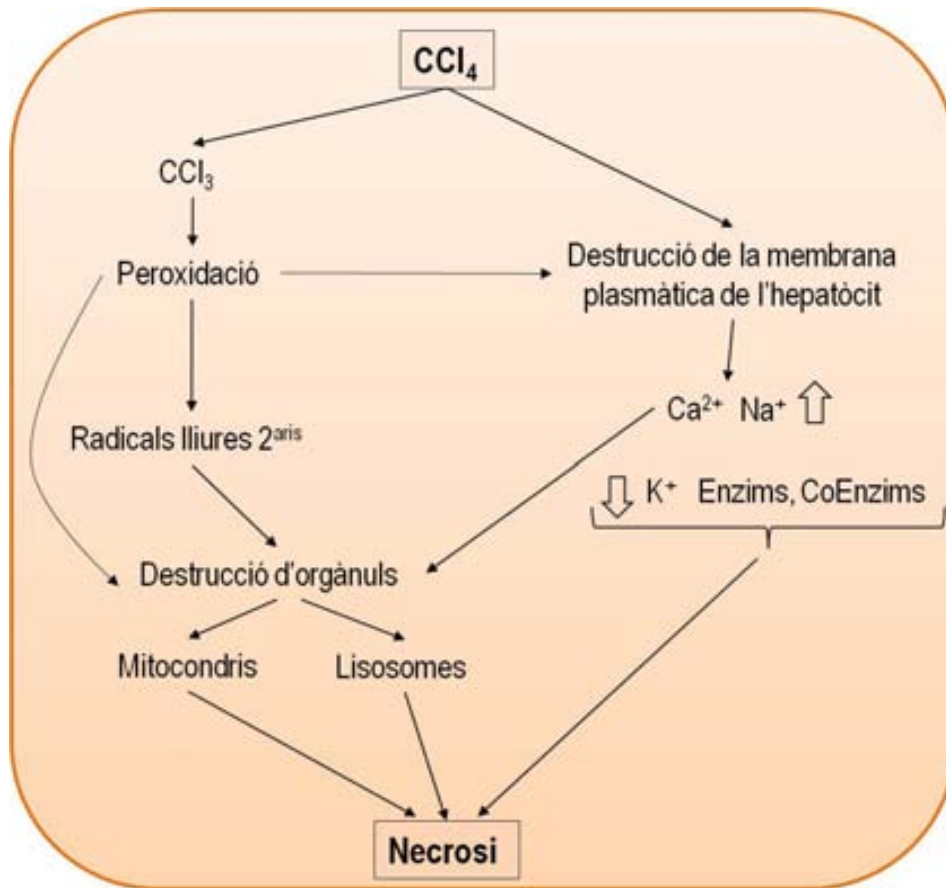 CCl₄
CCl₃
Peroxidació
Destrucció de la membrana
plasmàtica de l'hepatòcit
Ca²⁺ Na⁺
Radicals lliures 2ᵃʳⁱˢ
K⁺ Enzims, CoEnzims
Destrucció d'orgànuls
Mitocondris
Lisosomes
Necrosi